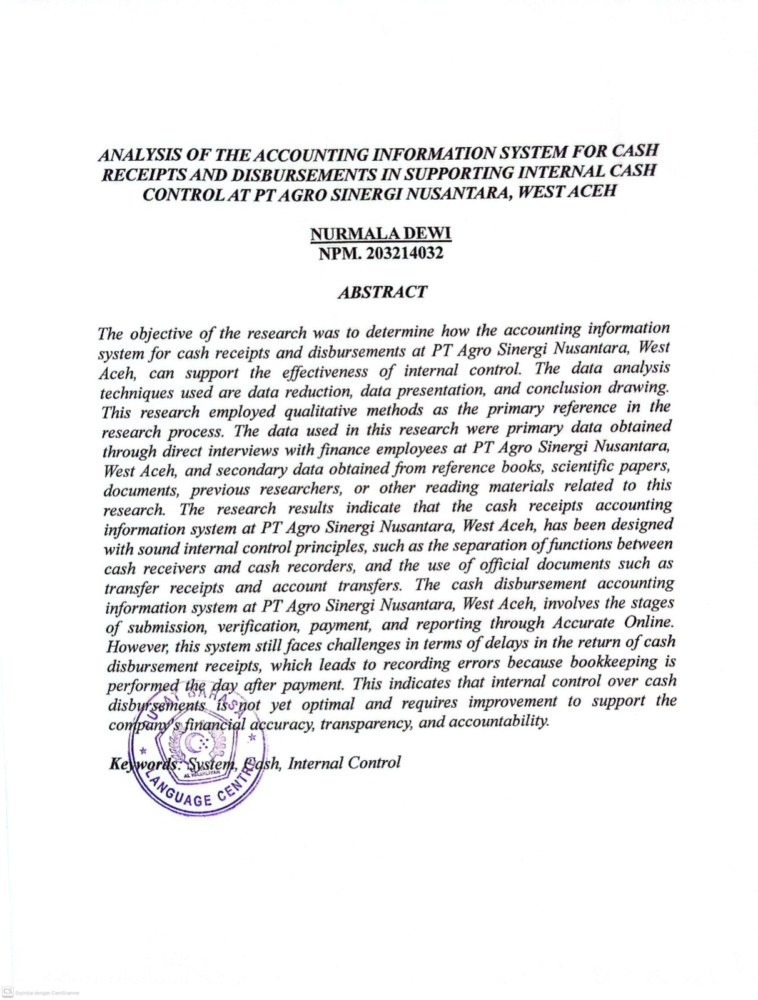 ANALYSIS OF THE ACCOUNTING INFORMATION SYSTEM FOR CASH
RECEIPTS AND DISBURSEMENTS IN SUPPORTING INTERNAL CASH
CONTROL AT PT AGRO SINERGI NUSANTARA, WEST ACEH
NURMALA DEWI
NPM. 203214032
ABSTRACT
The objective of the research was to determine how the accounting information
system for cash receipts and disbursements at PT Agro Sinergi Nusantara, West
Aceh, can support the effectiveness of internal control. The data analysis
techniques used are data reduction, data presentation, and conclusion drawing.
This research employed qualitative methods as the primary reference in the
research process. The data used in this research were primary data obtained
through direct interviews with finance employees at PT Agro Sinergi Nusantara,
West Aceh, and secondary data obtained from reference books, scientific papers,
documents, previous researchers, or other reading materials related to this
research. The research results indicate that the cash receipts accounting
information system at PT Agro Sinergi Nusantara, West Aceh, has been designed
with sound internal control principles, such as the separation of functions between
cash receivers and cash recorders, and the use of official documents such as
transfer receipts and account transfers. The cash disbursement accounting
information system at PT Agro Sinergi Nusantara, West Aceh, involves the stages
of submission, verification, payment, and reporting through Accurate Online.
However, this system still faces challenges in terms of delays in the return of cash
disbursement receipts, which leads to recording errors because bookkeeping is
performed the day after payment. This indicates that internal control over cash
disbursements is not yet optimal and requires improvement to support the
company's financial accuracy, transparency, and accountability.
Keywords: System, Cash, Internal Control
PUSAT BAHASA
AL WASHLIYAH
LANGUAGE CENTRE
CS Dipindai dengan CamScanner